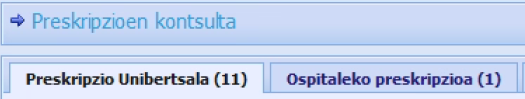 Preskripzioen kontsulta
Preskripzio Unibertsala (11) Ospitaleko preskripzioa (1)